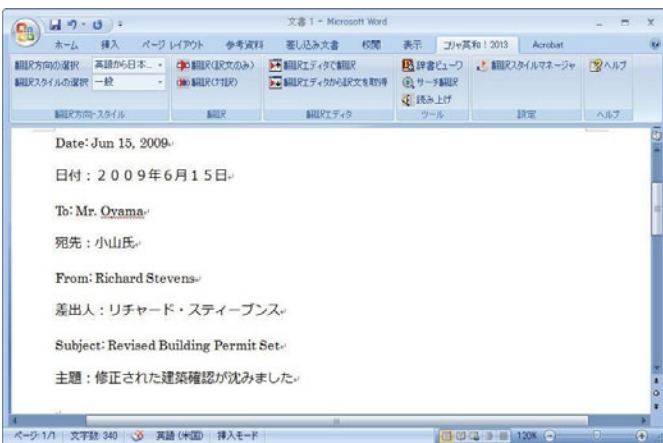 文書 1 - Microsoft Word
ホーム 挿入 ページ レイアウト 参考資料 差し込み文書 校閲 表示 コリャ英和！2013 Acrobat
翻訳方向の選択 英語から日本... 翻訳(訳文のみ) 翻訳エディタで翻訳 辞書ビューワ 翻訳スタイルマネージャ ヘルプ
翻訳スタイルの選択 一般 翻訳(対訳) 翻訳エディタから訳文を取得 サーチ翻訳
読み上げ
翻訳方向・スタイル 翻訳 翻訳エディタ ツール 設定 ヘルプ
Date: Jun 15, 2009
日付：２００９年６月１５日
To: Mr. Oyama
宛先：小山氏
From: Richard Stevens
差出人：リチャード・スティーブンス
Subject: Revised Building Permit Set
主題：修正された建築確認が沈みました
ページ: 1/1 文字数: 340 英語 (米国) 挿入モード 120%